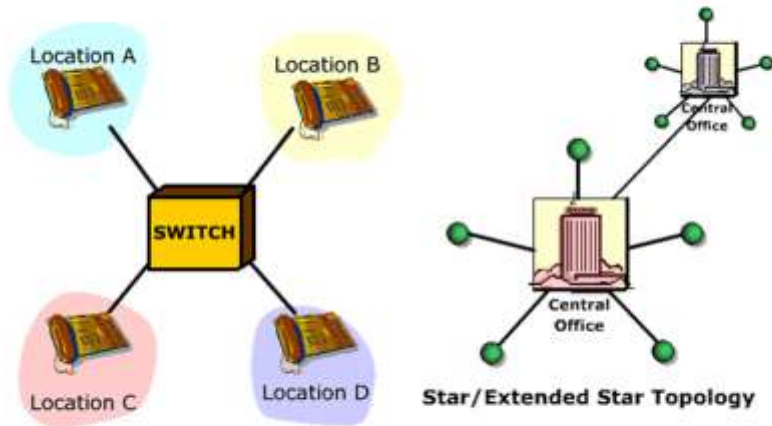 Location A
Location B
SWITCH
Location C
Location D
Central
Office
Central
Office
Star/Extended Star Topology